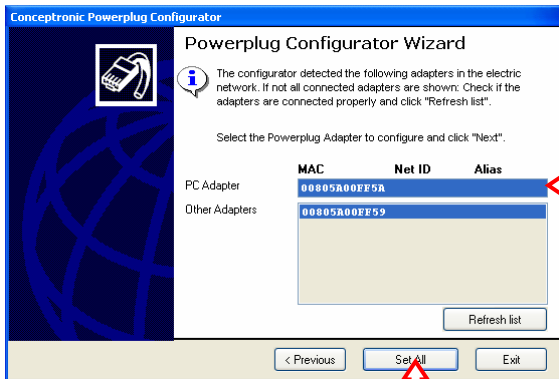 Conceptronic Powerplug Configurator
Powerplug Configurator Wizard
The configurator detected the following adapters in the electric
network. If not all connected adapters are shown: Check if the
adapters are connected properly and click "Refresh list".
Select the Powerplug Adapter to configure and click "Next".
MAC Net ID Alias
PC Adapter 00805A00FF5A
Other Adapters 00805A00FF59
Refresh list
< Previous Set All Exit